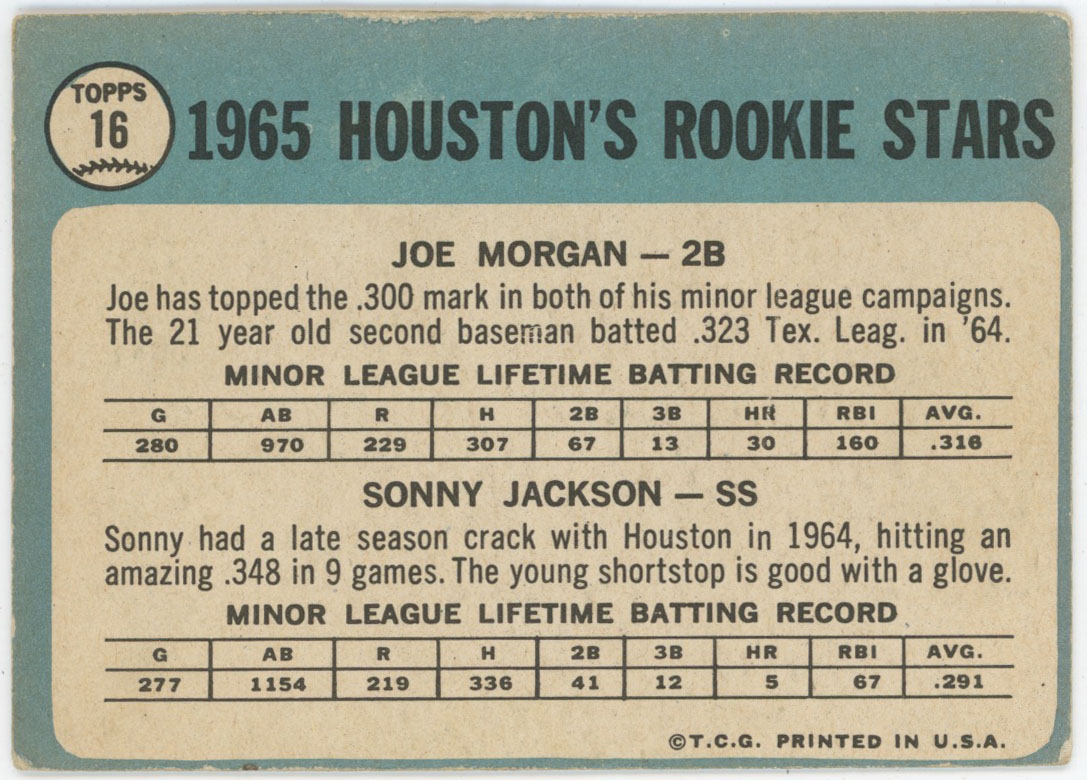 TOPPS
16
1965 HOUSTON'S ROOKIE STARS
JOE MORGAN — 2B
Joe has topped the .300 mark in both of his minor league campaigns.
The 21 year old second baseman batted .323 Tex. Leag. in '64.
MINOR LEAGUE LIFETIME BATTING RECORD
G AB R H 2B 3B HR RBI AVG.
280 970 229 307 67 13 30 160 .316
SONNY JACKSON — SS
Sonny had a late season crack with Houston in 1964, hitting an
amazing .348 in 9 games. The young shortstop is good with a glove.
MINOR LEAGUE LIFETIME BATTING RECORD
G AB R H 2B 3B HR RBI AVG.
277 1154 219 336 41 12 5 67 .291
©T.C.G. PRINTED IN U.S.A.